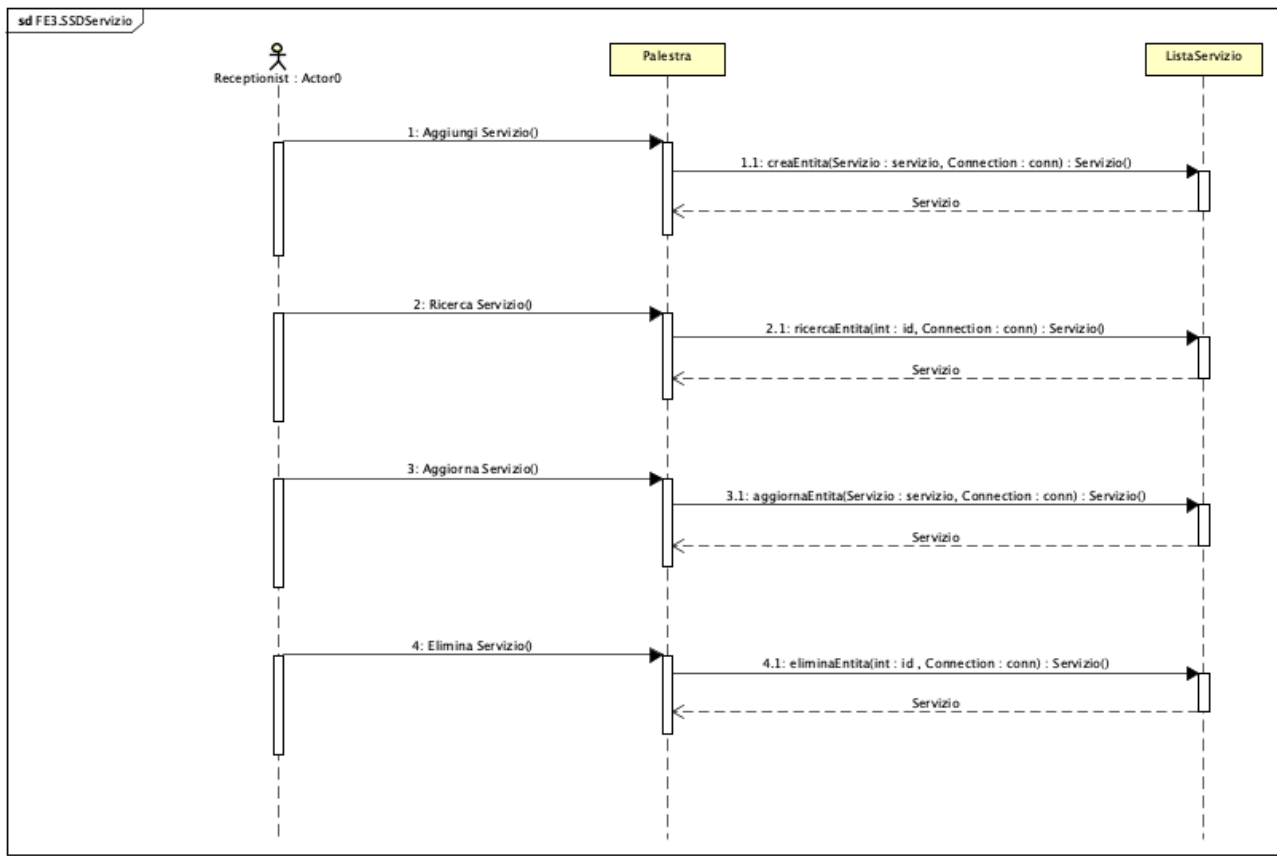 sd FE3.SSDServizio
Receptionist : Actor0
Palestra
ListaServizio
1: Aggiungi Servizio()
1.1: creaEntita(Servizio : servizio, Connection : conn) : Servizio()
Servizio
2: Ricerca Servizio()
2.1: ricercaEntita(int : id, Connection : conn) : Servizio()
Servizio
3: Aggiorna Servizio()
3.1: aggiornaEntita(Servizio : servizio, Connection : conn) : Servizio()
Servizio
4: Elimina Servizio()
4.1: eliminaEntita(int : id , Connection : conn) : Servizio()
Servizio